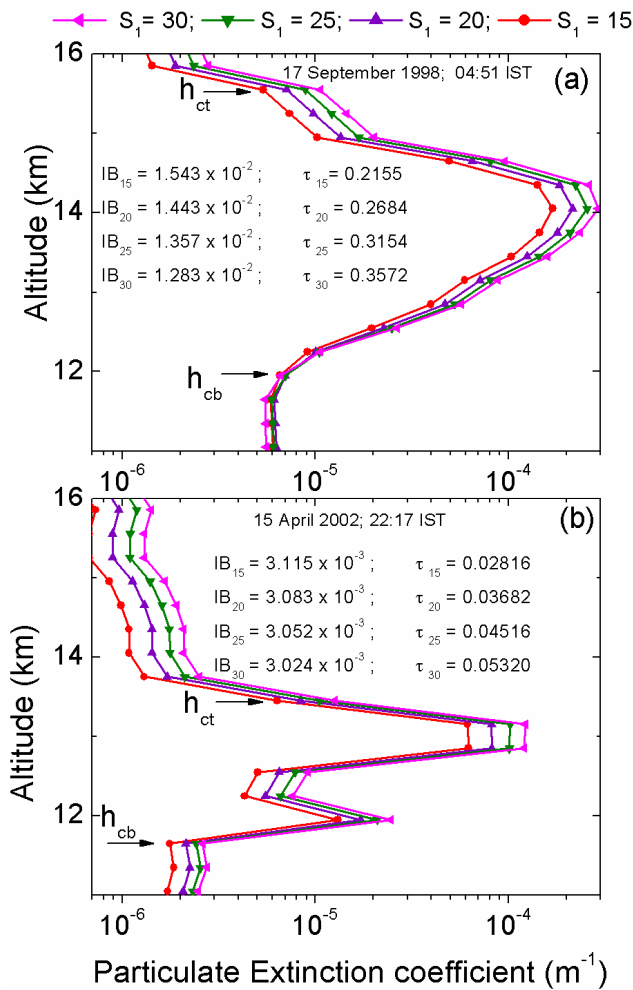 S₁= 30; S₁= 25; S₁= 20; S₁= 15
16
17 September 1998; 04:51 IST
(a)
h_ct
IB₁₅ = 1.543 x 10⁻² ; τ₁₅= 0.2155
IB₂₀ = 1.443 x 10⁻² ; τ₂₀= 0.2684
IB₂₅ = 1.357 x 10⁻² ; τ₂₅= 0.3154
IB₃₀ = 1.283 x 10⁻² ; τ₃₀= 0.3572
14
Altitude (km)
12
h_cb
10⁻⁶ 10⁻⁵ 10⁻⁴
16
15 April 2002; 22:17 IST
(b)
IB₁₅ = 3.115 x 10⁻³ ; τ₁₅ = 0.02816
IB₂₀ = 3.083 x 10⁻³ ; τ₂₀ = 0.03682
IB₂₅ = 3.052 x 10⁻³ ; τ₂₅ = 0.04516
IB₃₀ = 3.024 x 10⁻³ ; τ₃₀ = 0.05320
14
Altitude (km)
h_ct
12
h_cb
10⁻⁶ 10⁻⁵ 10⁻⁴
Particulate Extinction coefficient (m⁻¹)